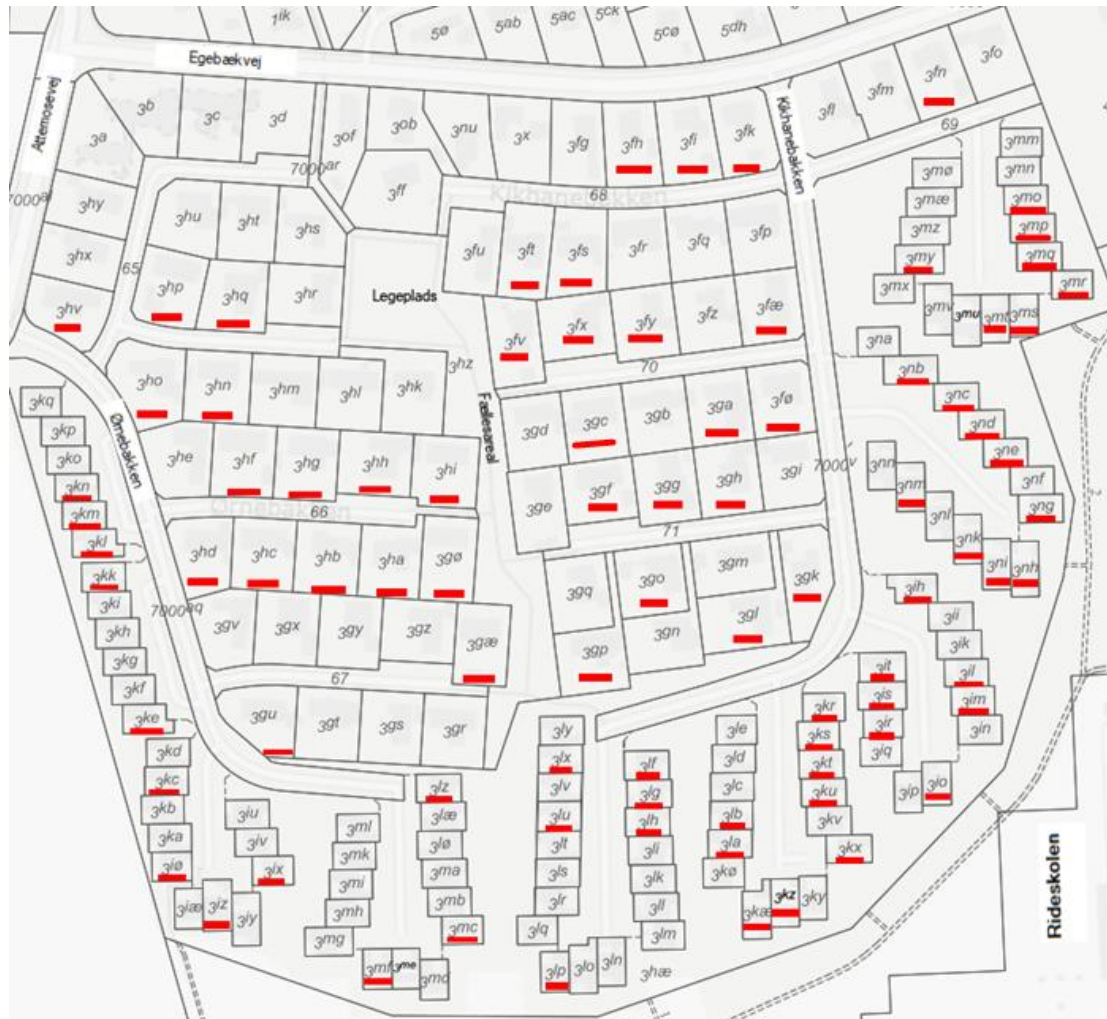 1ik
5ø
5ab
5ac
5ck
5cø
5dh
Egebækvej
Attemosevej
3b
3c
3d
3of
3ob
3nu
3x
3fg
3fh
3fi
3fk
Kikhanebakken
3fl
3fm
3fn
3fo
3a
7000ar
3ff
68
Kikhanebakken
69
3mm
3mn
3mø
3mo
3mæ
3mp
3mz
3mq
3my
3mr
3mx
3mv
3mu
3mt
3ms
3hy
3hu
3ht
3hs
3fu
3ft
3fs
3fr
3fq
3fp
3hx
65
3hp
3hq
3hr
Legeplads
3hv
3fv
3fx
3fy
3fz
3fæ
3hz
70
3na
3nb
3nc
3nd
3ne
3nf
3ng
3ho
3hn
3hm
3hl
3hk
Fællesareal
3gd
3gc
3gb
3ga
3fø
7000v
3nn
3nm
3nl
3nk
3ni
3nh
3kq
3kp
3ko
3kn
3km
3kl
Ørnebakken
3he
3hf
3hg
3hh
3hi
3ge
3gf
3gg
3gh
3gi
66
Ørnebakken
71
3kk
3ki
3kh
3kg
3kf
3ke
7000aq
3hd
3hc
3hb
3ha
3gø
3gq
3go
3gm
3gk
3ih
3ii
3ik
3il
3im
3in
3gv
3gx
3gy
3gz
3gæ
3gp
3gn
3gl
67
3gu
3gt
3gs
3gr
3it
3is
3ir
3iq
3ip
3io
3kd
3kc
3kb
3ka
3iø
3iæ
3iz
3iy
3iu
3iv
3ix
3ml
3mk
3mi
3mh
3mg
3mf
3me
3md
3lz
3læ
3lø
3ma
3mb
3mc
3ly
3lx
3lv
3lu
3lt
3ls
3lr
3lq
3lp
3lo
3ln
3lf
3lg
3lh
3li
3lk
3ll
3lm
3hæ
3le
3ld
3lc
3lb
3la
3kø
3kæ
3kz
3ky
3kr
3ks
3kt
3ku
3kv
3kx
Rideskolen